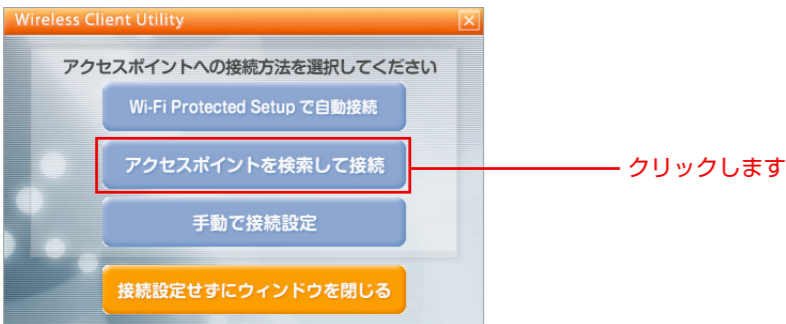 Wireless Client Utility
アクセスポイントへの接続方法を選択してください
Wi-Fi Protected Setup で自動接続
アクセスポイントを検索して接続
クリックします
手動で接続設定
接続設定せずにウィンドウを閉じる